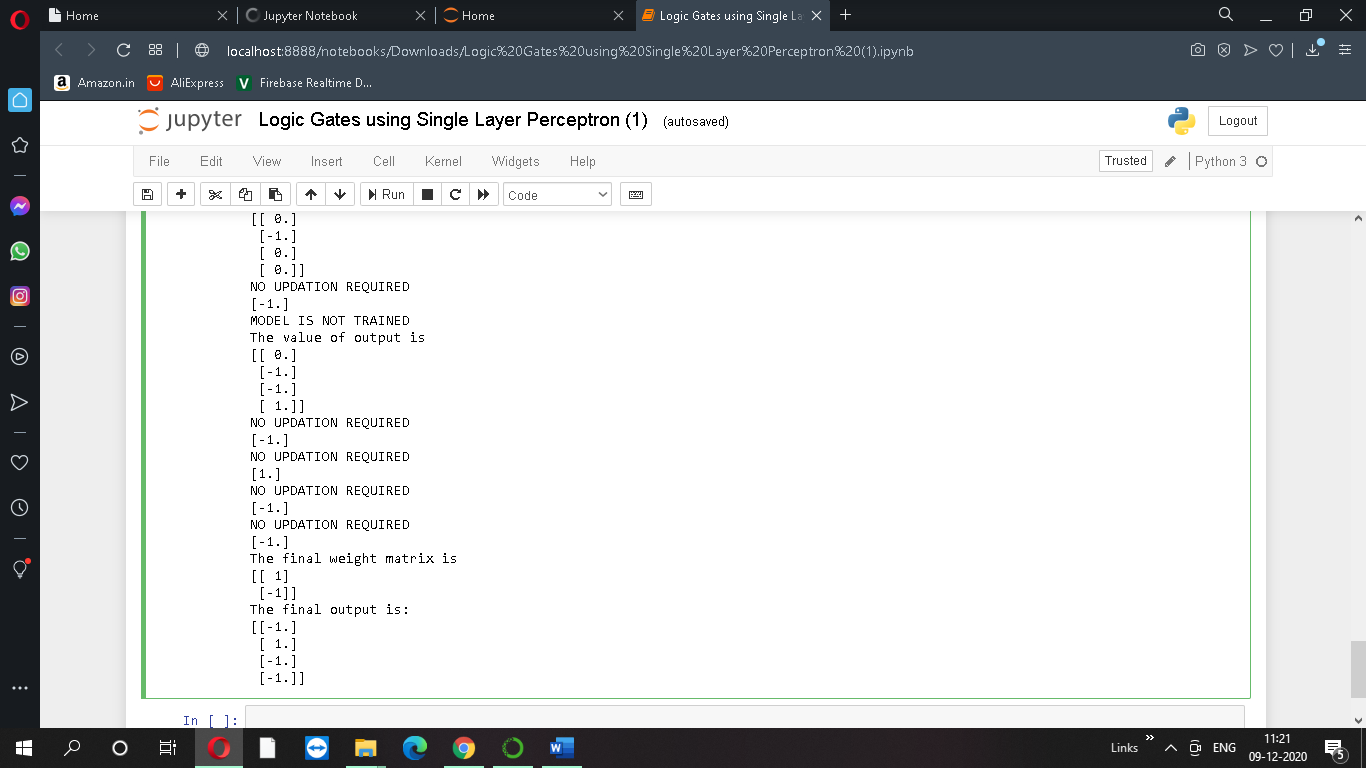 Home
Jupyter Notebook
Home
Logic Gates using Single La
localhost:8888/notebooks/Downloads/Logic%20Gates%20using%20Single%20Layer%20Perceptron%20(1).ipynb
a Amazon.in
AliExpress
V Firebase Realtime D...
jupyter Logic Gates using Single Layer Perceptron (1) (autosaved)
Logout
File Edit View Insert Cell Kernel Widgets Help
Trusted
Python 3
Run
Code
[[ 0.]
[-1.]
[ 0.]
[ 0.]]
NO UPDATION REQUIRED
[-1.]
MODEL IS NOT TRAINED
The value of output is
[[ 0.]
[-1.]
[-1.]
[ 1.]]
NO UPDATION REQUIRED
[-1.]
NO UPDATION REQUIRED
[1.]
NO UPDATION REQUIRED
[-1.]
NO UPDATION REQUIRED
[-1.]
The final weight matrix is
[[ 1]
[-1]]
The final output is:
[[-1.]
[ 1.]
[-1.]
[-1.]]
In [ ]:
W
Links
»
ENG
11:21
09-12-2020
5